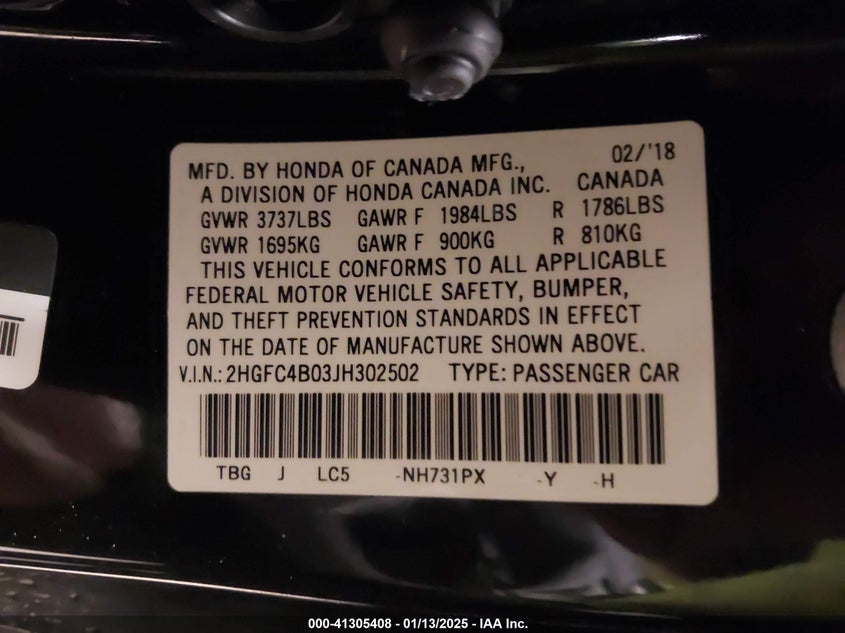 MFD. BY HONDA OF CANADA MFG., 02/'18
A DIVISION OF HONDA CANADA INC. CANADA
GVWR 3737LBS GAWR F 1984LBS R 1786LBS
GVWR 1695KG GAWR F 900KG R 810KG
THIS VEHICLE CONFORMS TO ALL APPLICABLE
FEDERAL MOTOR VEHICLE SAFETY, BUMPER,
AND THEFT PREVENTION STANDARDS IN EFFECT
ON THE DATE OF MANUFACTURE SHOWN ABOVE.
V.I.N.: 2HGFC4B03JH302502 TYPE: PASSENGER CAR
TBG J LC5 -NH731PX -Y -H
000-41305408 - 01/13/2025 - IAA Inc.